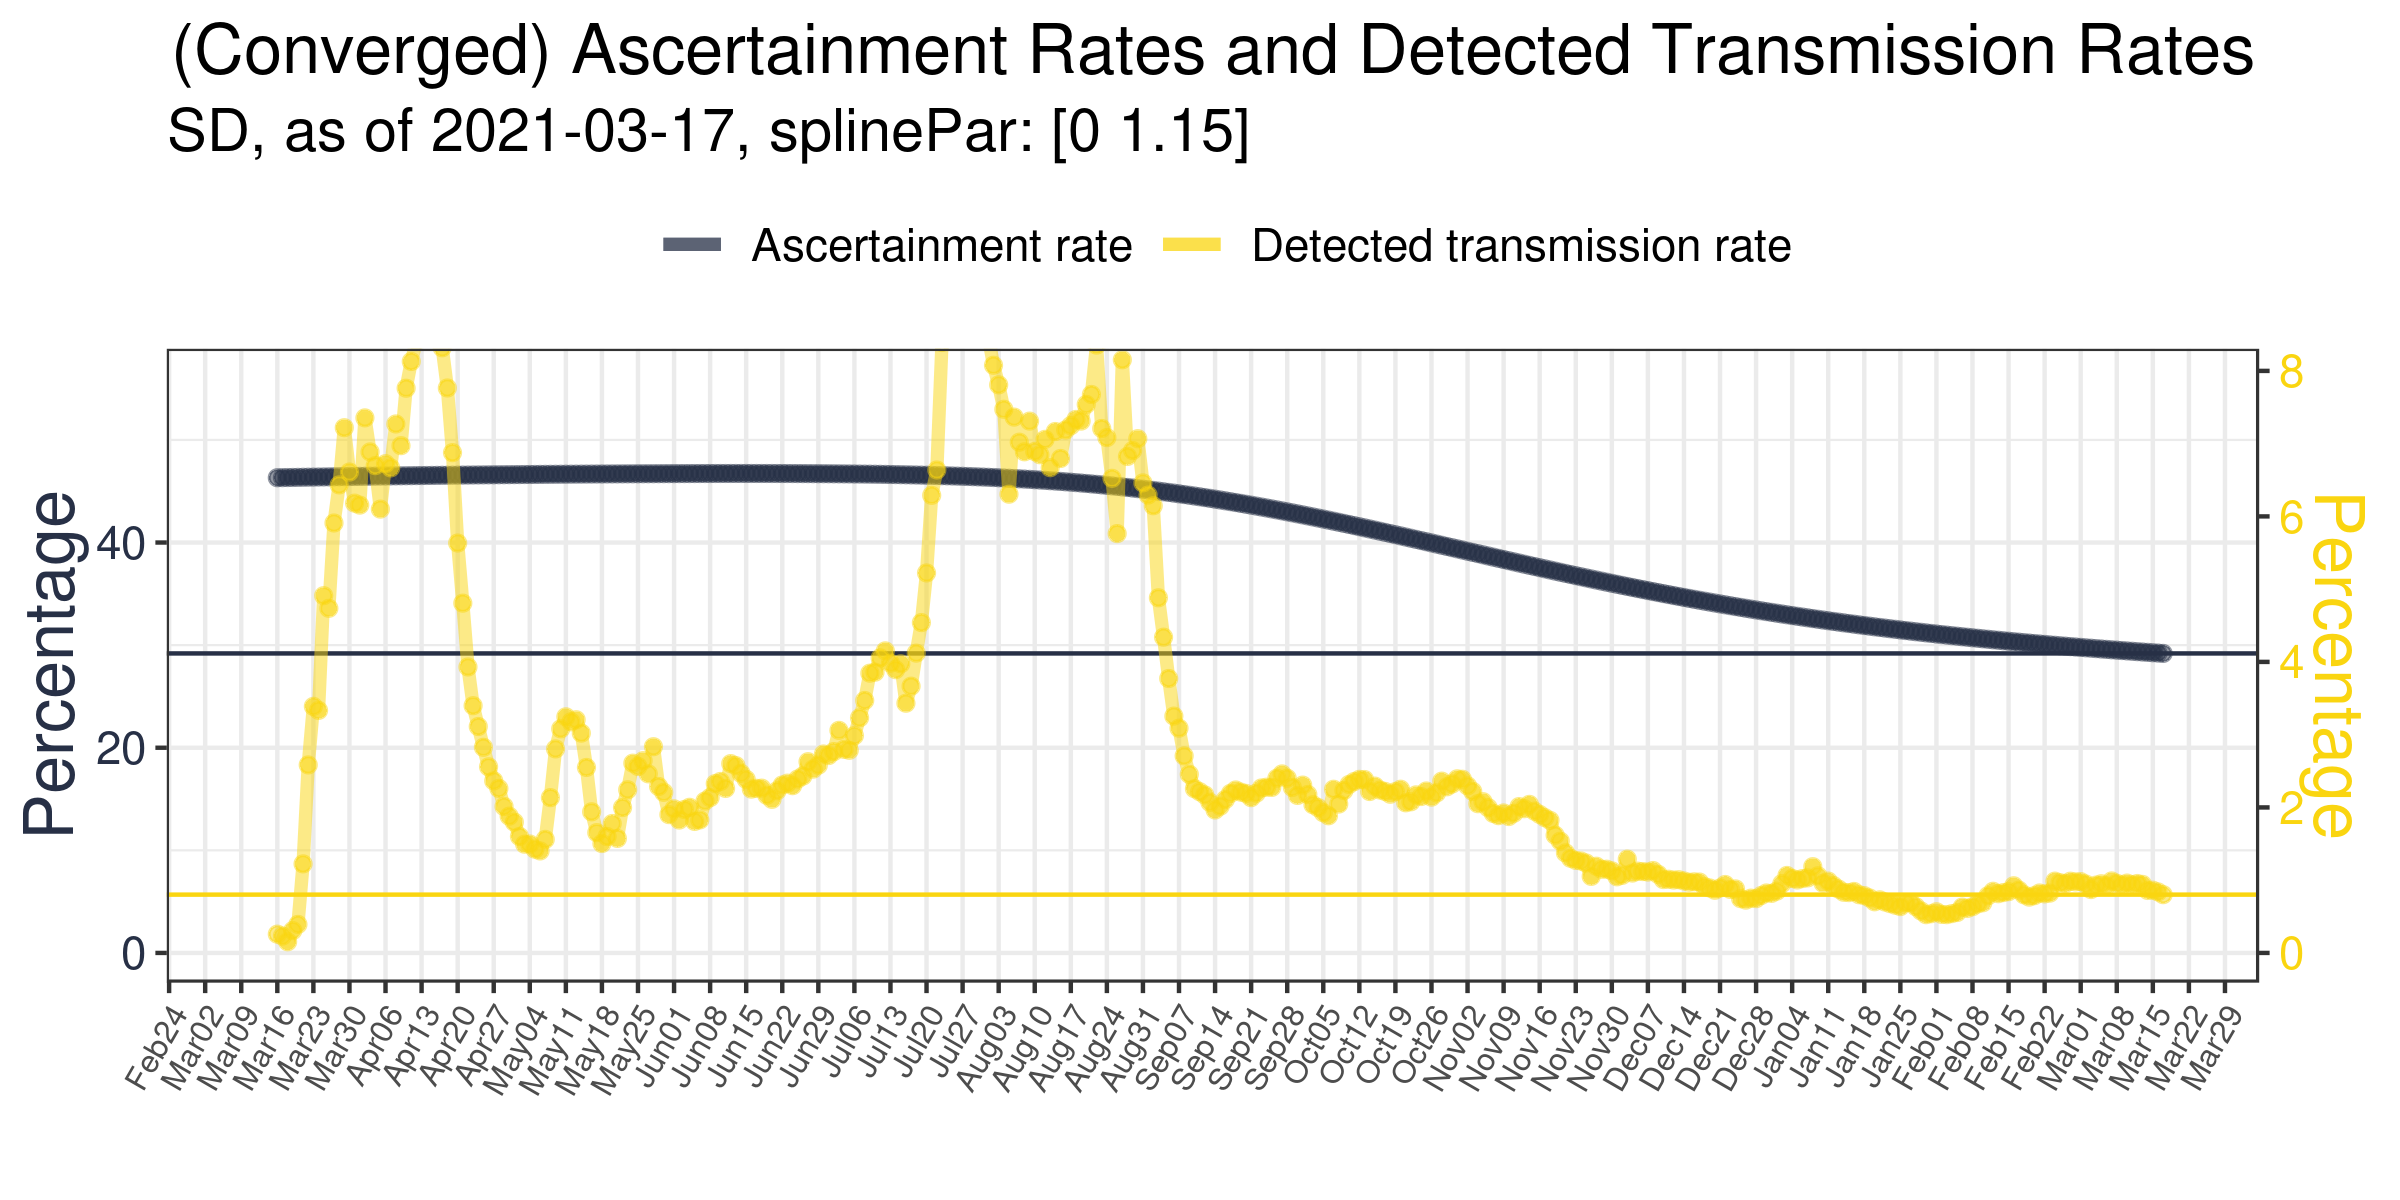 (Converged) Ascertainment Rates and Detected Transmission Rates
SD, as of 2021-03-17, splinePar: [0 1.15]
Ascertainment rate Detected transmission rate
Percentage
40
20
0
8
6
4
2
0
Percentage
Feb24 Mar02 Mar09 Mar16 Mar23 Mar30 Apr06 Apr13 Apr20 Apr27 May04 May11 May18 May25 Jun01 Jun08 Jun15 Jun22 Jun29 Jul06 Jul13 Jul20 Jul27 Aug03 Aug10 Aug17 Aug24 Aug31 Sep07 Sep14 Sep21 Sep28 Oct05 Oct12 Oct19 Oct26 Nov02 Nov09 Nov16 Nov23 Nov30 Dec07 Dec14 Dec21 Dec28 Jan04 Jan11 Jan18 Jan25 Feb01 Feb08 Feb15 Feb22 Mar01 Mar08 Mar15 Mar22 Mar29